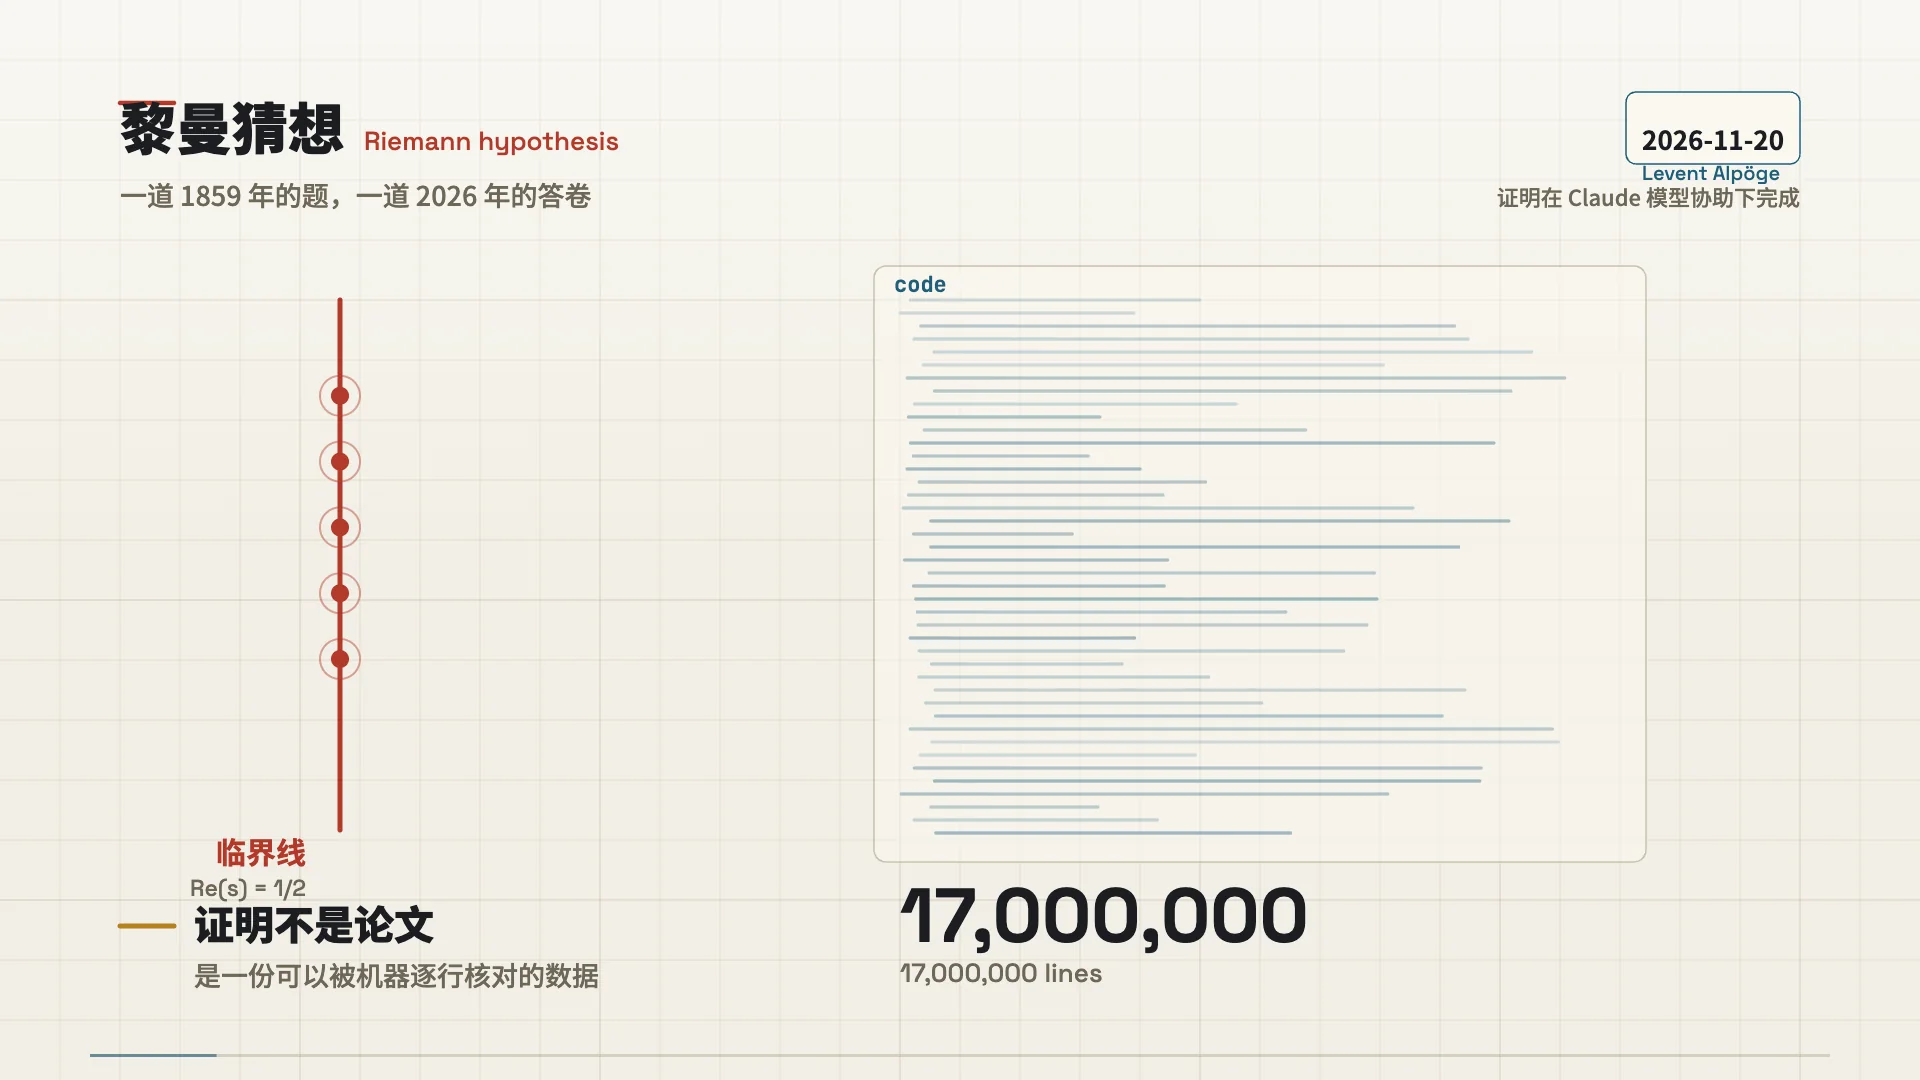 黎曼猜想 Riemann hypothesis
一道 1859 年的题，一道 2026 年的答卷
2026-11-20
Levent Alpöge
证明在 Claude 模型协助下完成
code
临界线
Re(s) = 1/2
证明不是论文
是一份可以被机器逐行核对的数据
17,000,000
17,000,000 lines